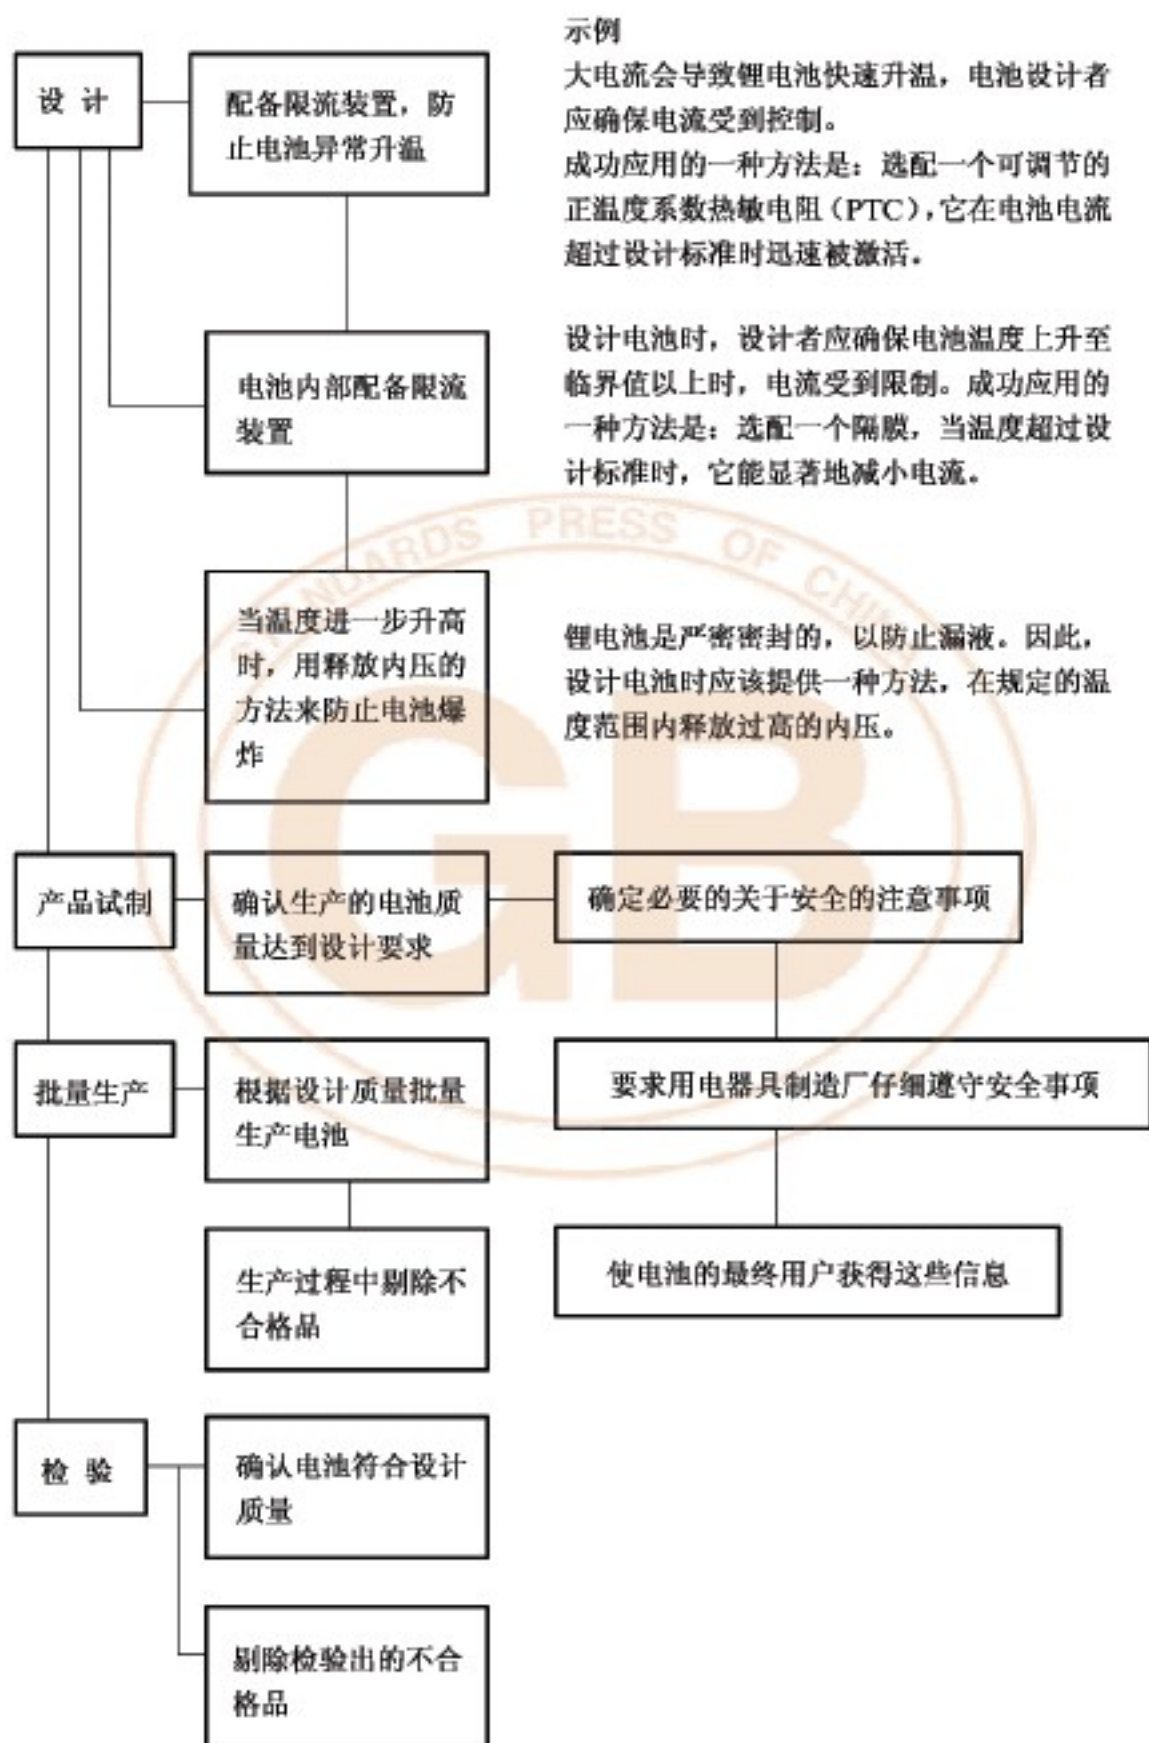 示例
设 计
配备限流装置，防
止电池异常升温
大电流会导致锂电池快速升温，电池设计者
应确保电流受到控制。
成功应用的一种方法是：选配一个可调节的
正温度系数热敏电阻（PTC），它在电池电流
超过设计标准时迅速被激活。
电池内部配备限流
装置
设计电池时，设计者应确保电池温度上升至
临界值以上时，电流受到限制。成功应用的
一种方法是：选配一个隔膜，当温度超过设
计标准时，它能显著地减小电流。
STANDARDS PRESS OF CHINA
GB
当温度进一步升高
时，用释放内压的
方法来防止电池爆
炸
锂电池是严密密封的，以防止漏液。因此，
设计电池时应该提供一种方法，在规定的温
度范围内释放过高的内压。
产品试制
确认生产的电池质
量达到设计要求
确定必要的关于安全的注意事项
批量生产
根据设计质量批量
生产电池
要求用电器具制造厂仔细遵守安全事项
生产过程中剔除不
合格品
使电池的最终用户获得这些信息
检 验
确认电池符合设计
质量
剔除检验出的不合
格品